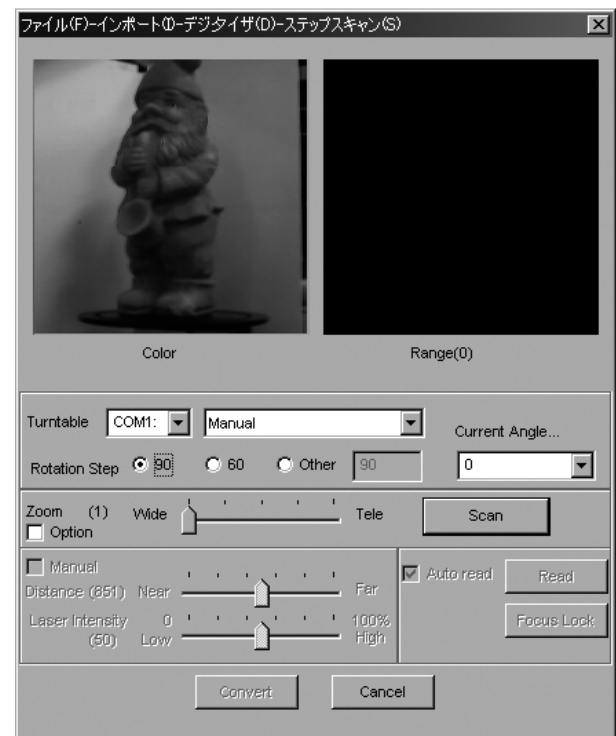 ファイル(F)-インポート(I)-デジタイザ(D)-ステップスキャン(S)
Color Range(0)
Turntable COM1: Manual Current Angle...
Rotation Step 90 60 Other 90 0
Zoom (1) Wide Tele Scan
Option
Manual Auto read Read
Distance (851) Near Far
Laser Intensity 0 100% Focus Lock
(50) Low High
Convert Cancel